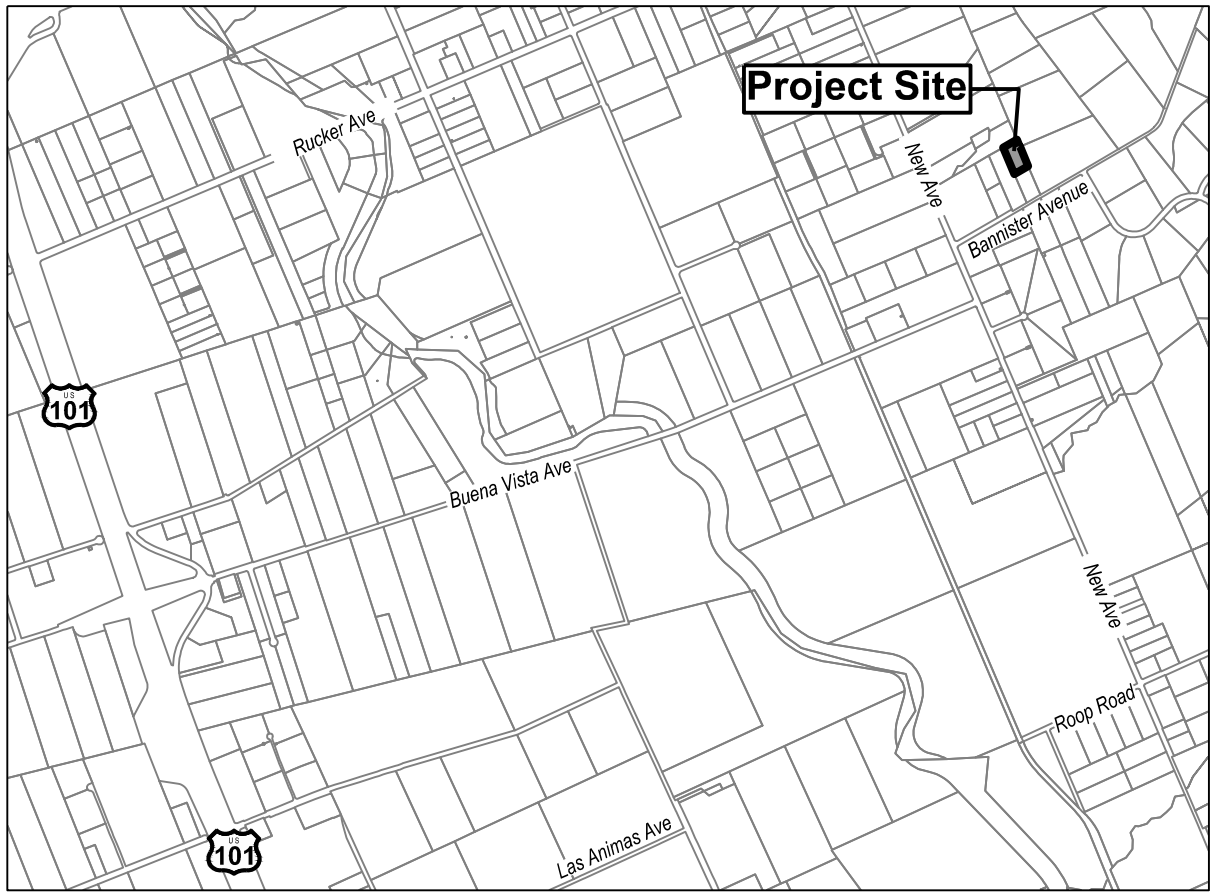 Project Site
Rucker Ave
New Ave
Bannister Avenue
US
101
Buena Vista Ave
New Ave
Roop Road
Las Animas Ave
US
101